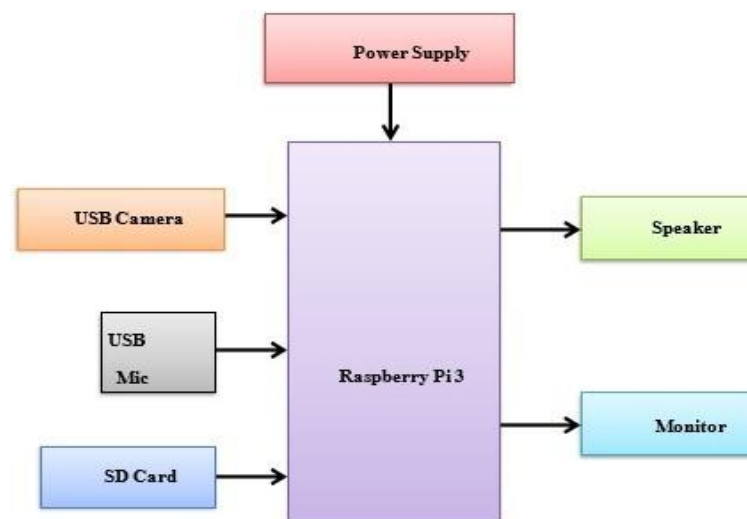 Power Supply
USB Camera
Speaker
USB
Mic
Raspberry Pi 3
Monitor
SD Card